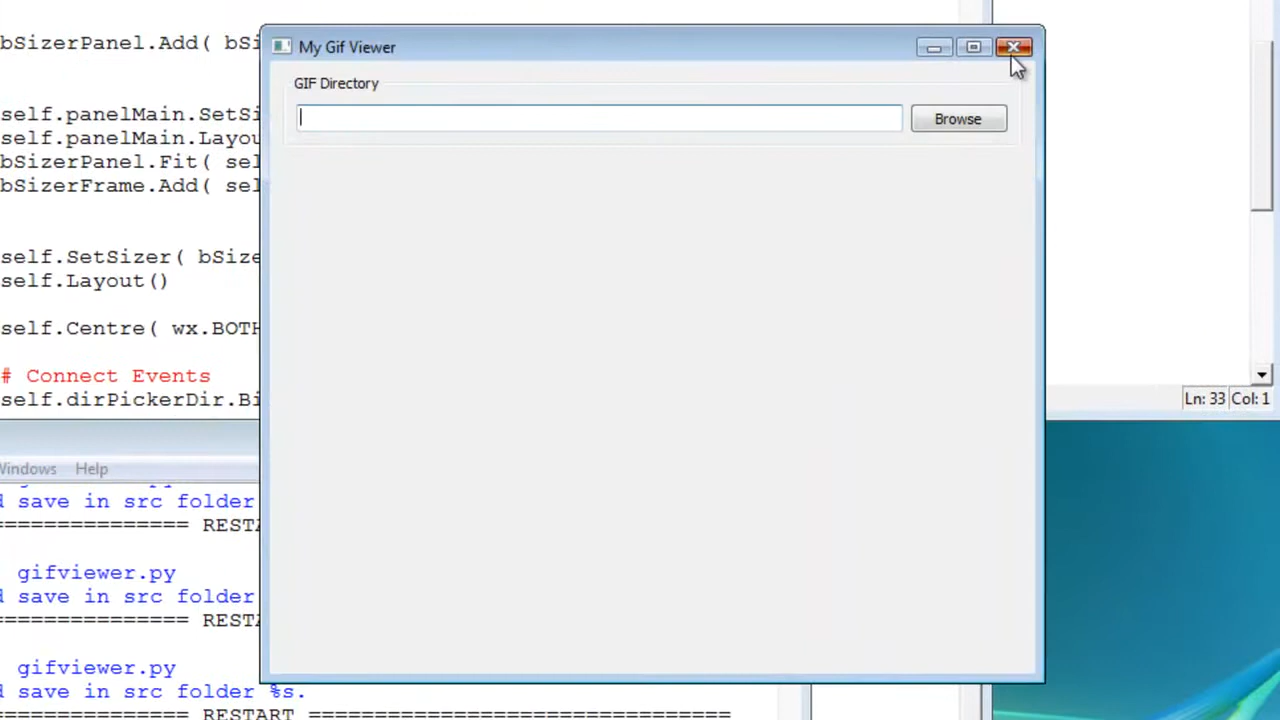 bSizerPanel.Add( bSi
self.panelMain.SetSi
self.panelMain.Layou
bSizerPanel.Fit( sel
bSizerFrame.Add( sel
self.SetSizer( bSize
self.Layout()
self.Centre( wx.BOTH
# Connect Events
self.dirPickerDir.Bi
My Gif Viewer
GIF Directory
Browse
Ln: 33 Col: 1
Windows Help
d save in src folder
=============== RESTA
gifviewer.py
d save in src folder
=============== RESTA
gifviewer.py
d save in src folder %s.
=============== RESTART ================================